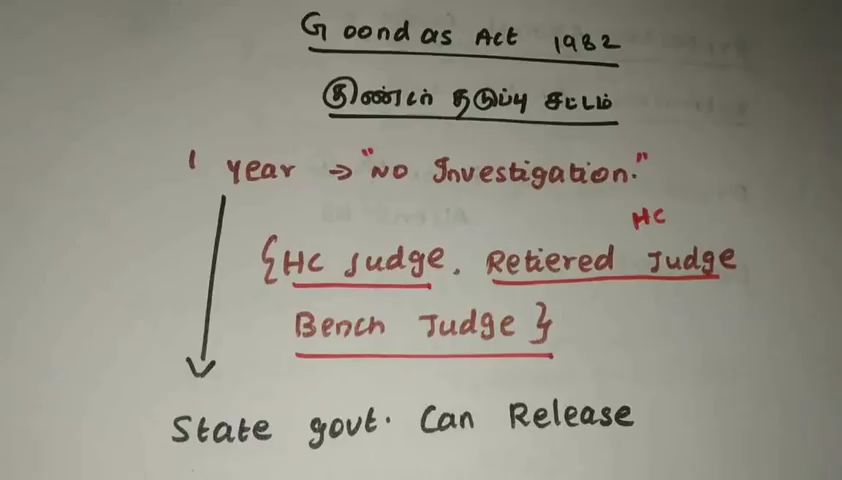 Goondas Act 1982
குண்டர் தடுப்பு சட்டம்
1 year → "No Investigation."
HC
{HC Judge. Retiered Judge
Bench Judge}
State govt. Can Release